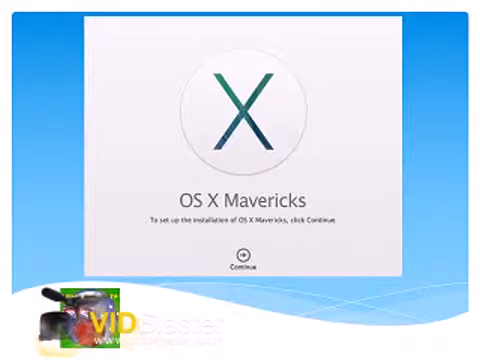 X
OS X Mavericks
To set up the installation of OS X Mavericks, click Continue
Continue
VIDBlaster